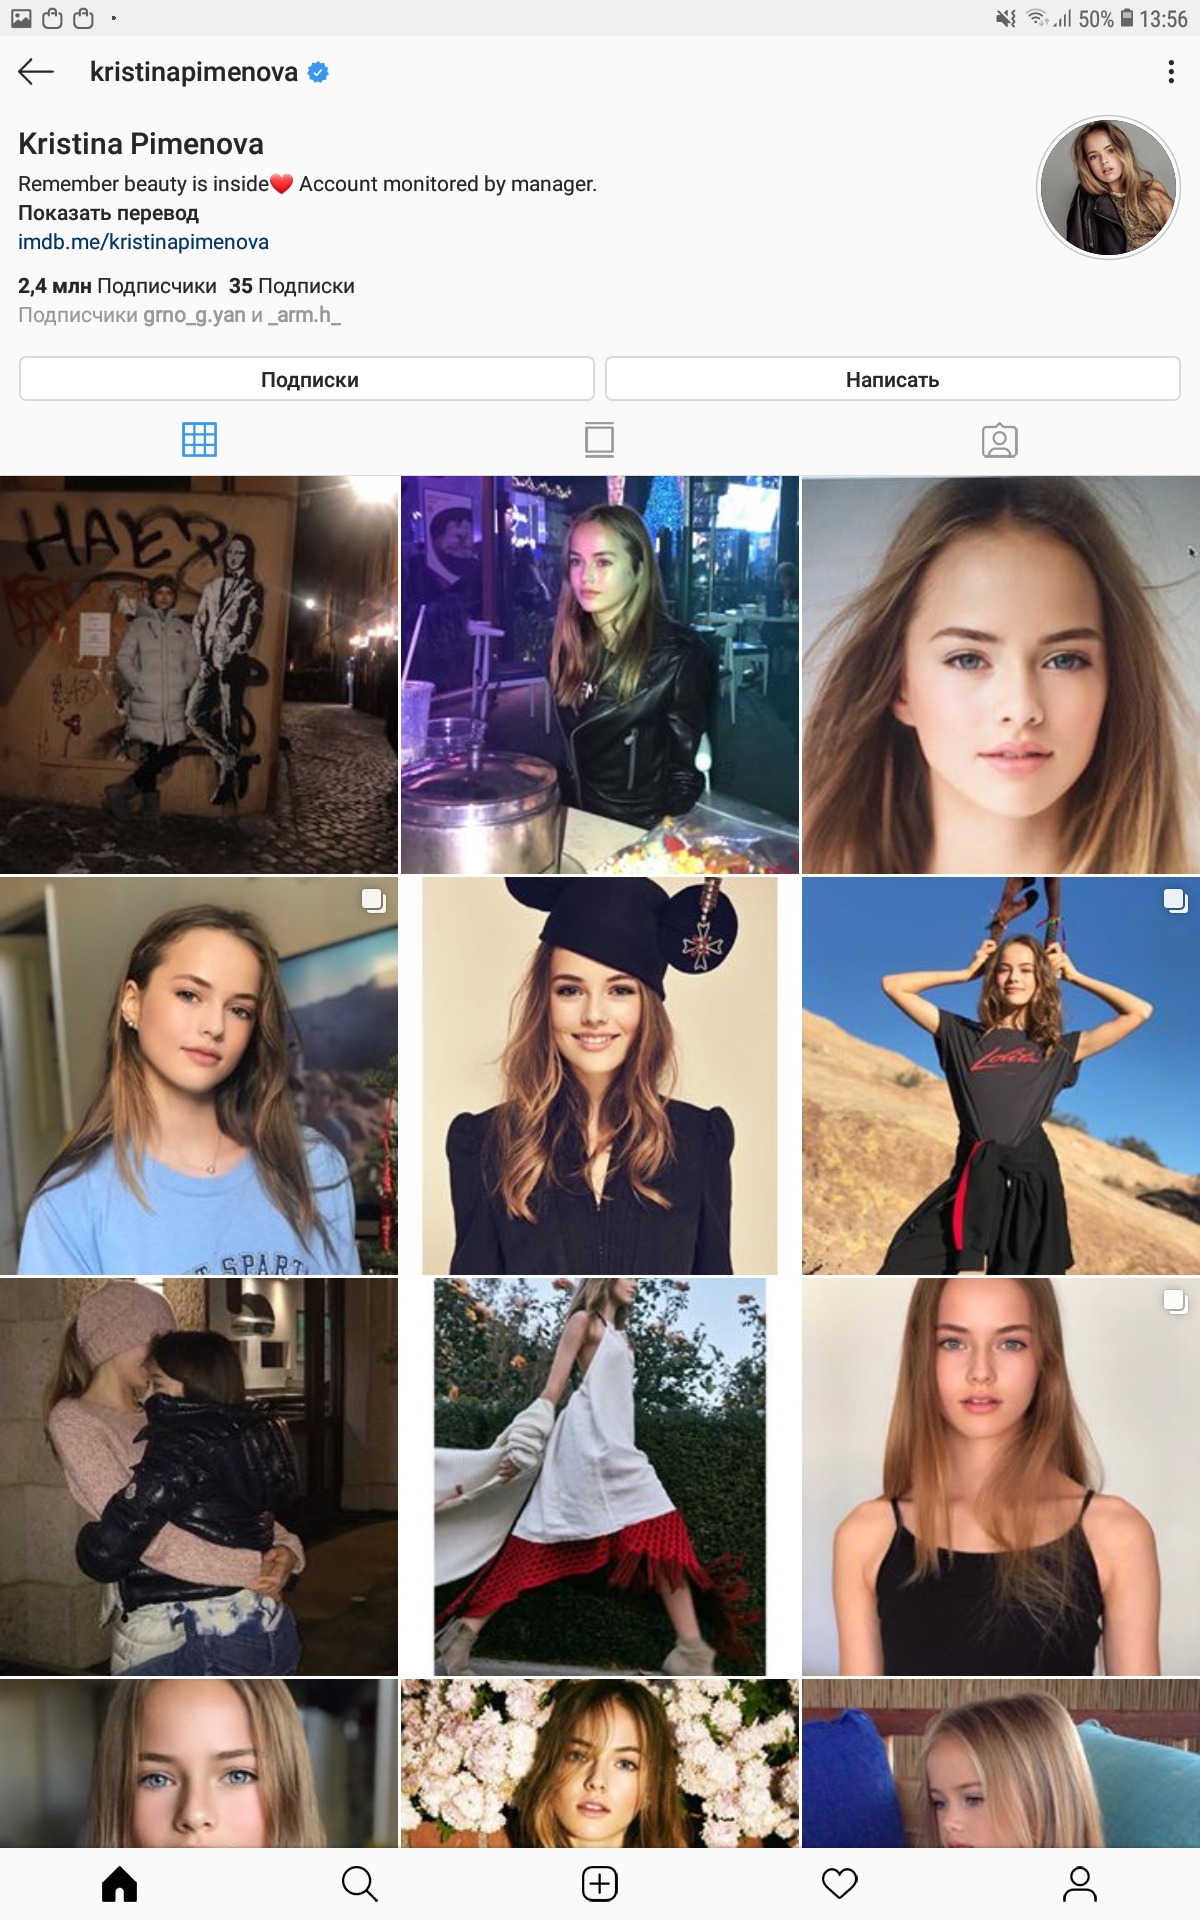 50% 13:56
kristinapimenova
Kristina Pimenova
Remember beauty is inside❤️ Account monitored by manager.
Показать перевод
imdb.me/kristinapimenova
2,4 млн Подписчики 35 Подписки
Подписчики grno_g.yan и _arm.h_
Подписки Написать
Lolita
T SPART